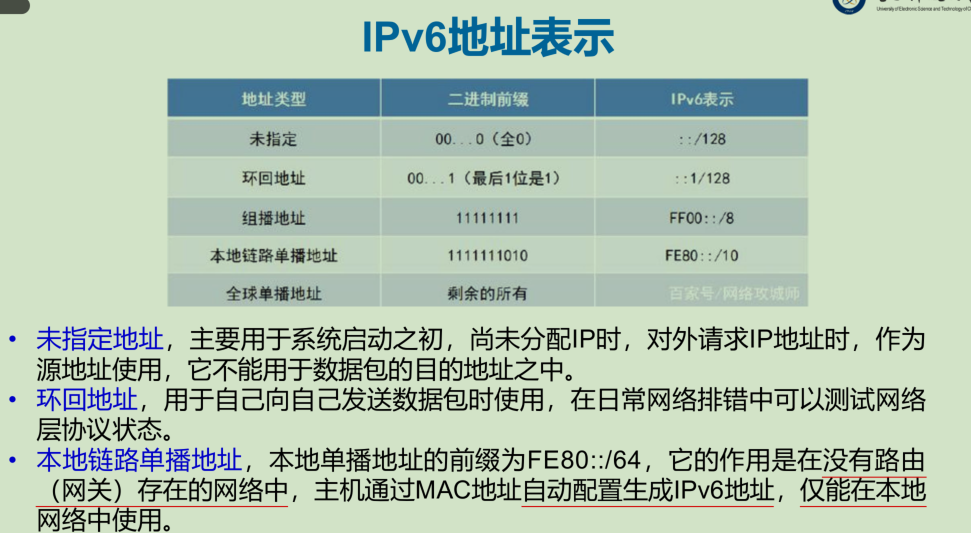 University of Electronic Science and Technology of C
IPv6地址表示
地址类型 二进制前缀 IPv6表示
未指定 00...0（全0） ::/128
环回地址 00...1（最后1位是1） ::1/128
组播地址 11111111 FF00::/8
本地链路单播地址 1111111010 FE80::/10
全球单播地址 剩余的所有 百家号/网络攻城师
• 未指定地址，主要用于系统启动之初，尚未分配IP时，对外请求IP地址时，作为
源地址使用，它不能用于数据包的目的地址之中。
• 环回地址，用于自己向自己发送数据包时使用，在日常网络排错中可以测试网络
层协议状态。
• 本地链路单播地址，本地单播地址的前缀为FE80::/64，它的作用是在没有路由
（网关）存在的网络中，主机通过MAC地址自动配置生成IPv6地址，仅能在本地
网络中使用。